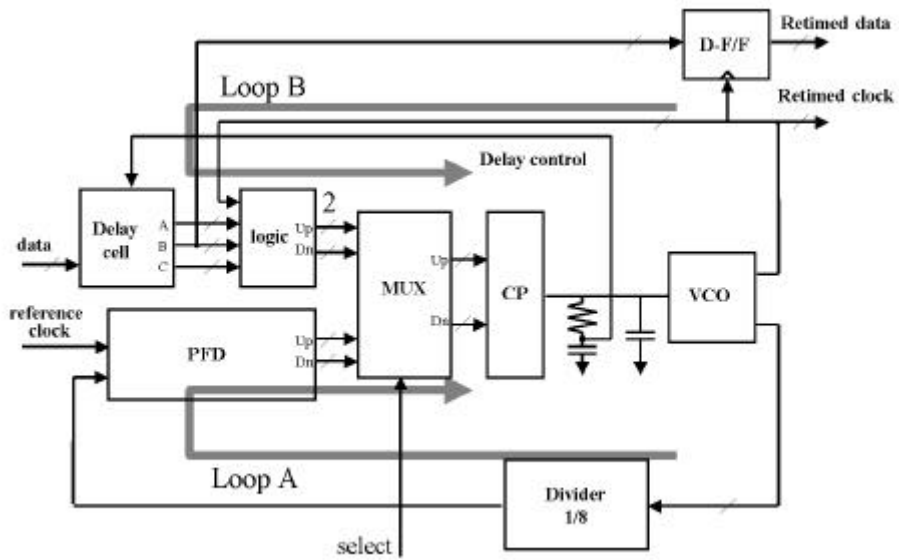 Retimed data
D-F/F
Loop B
Retimed clock
Delay control
Delay
cell
A
B
C
data
logic
2
Up
Dn
MUX
Up
Dn
CP
VCO
reference
clock
PFD
Up
Dn
Loop A
Divider
1/8
select